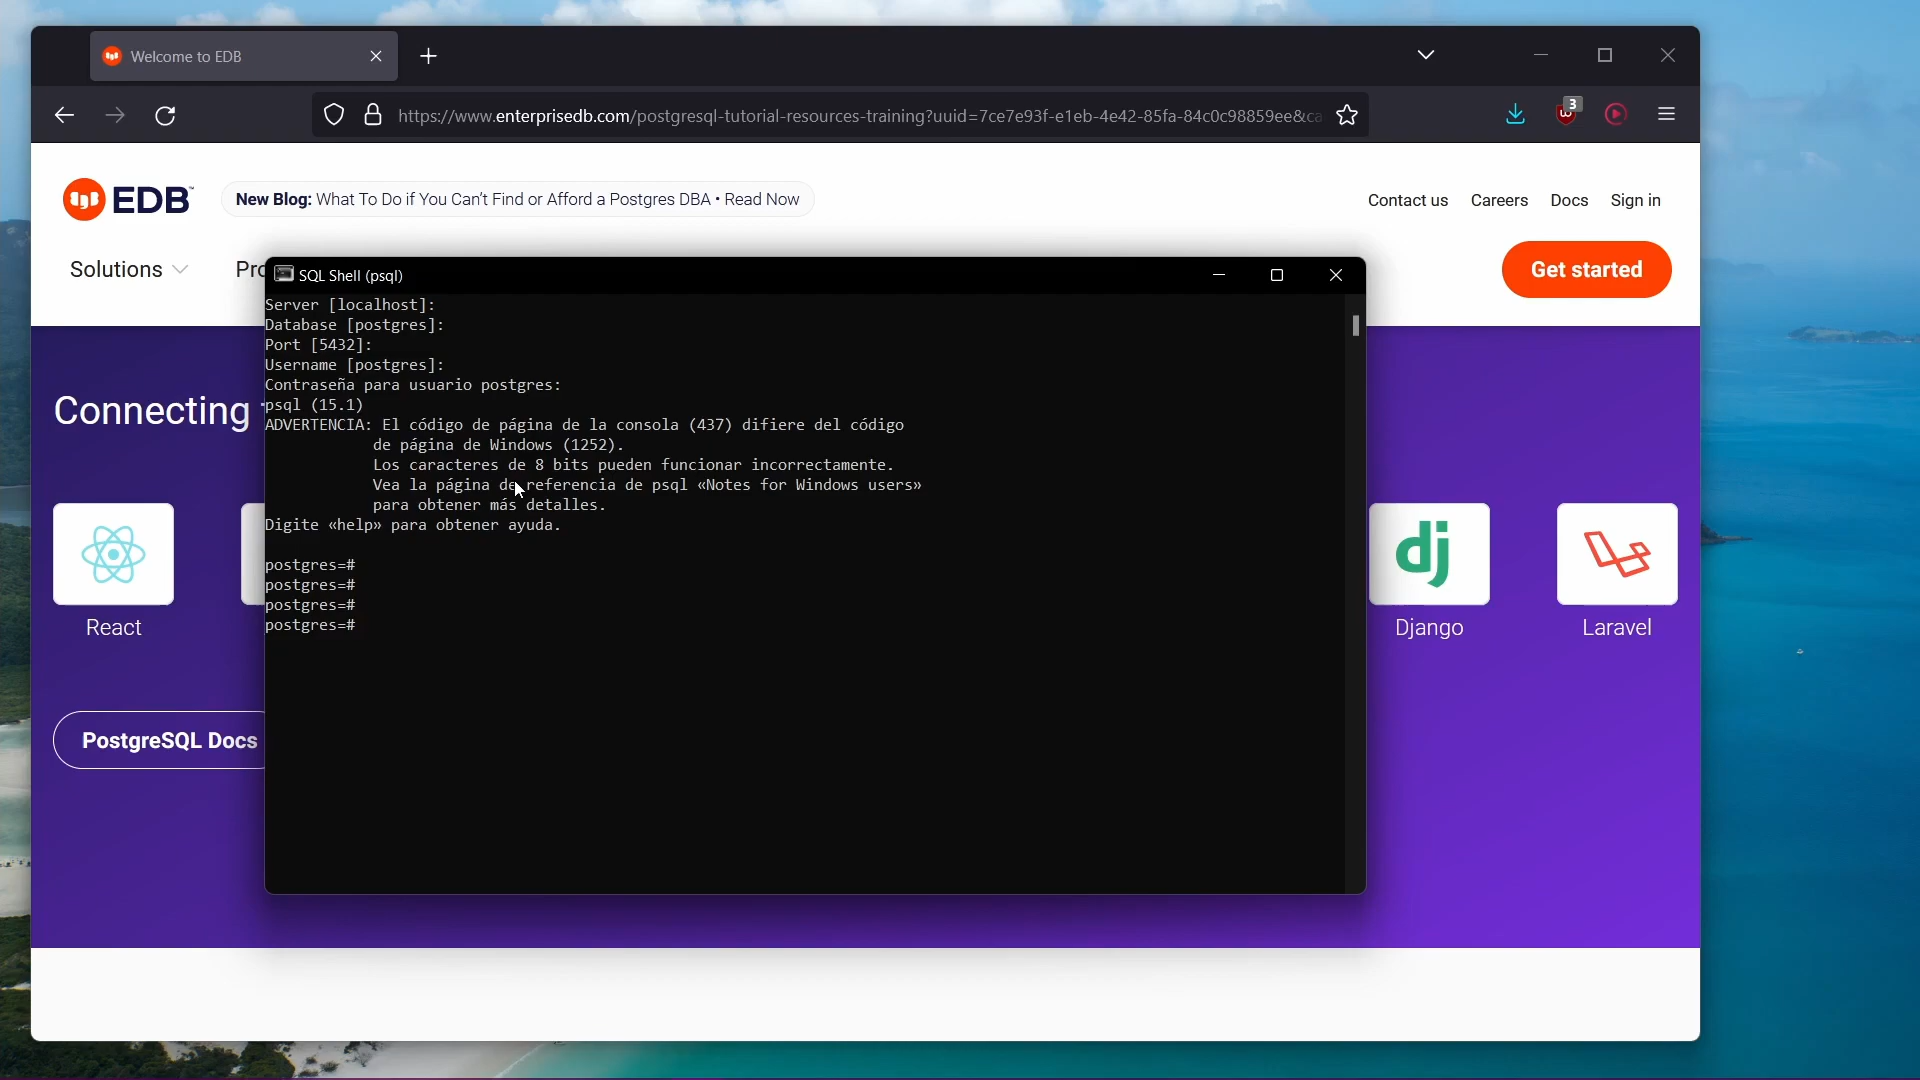 Welcome to EDB
https://www.enterprisedb.com/postgresql-tutorial-resources-training?uuid=7ce7e93f-e1eb-4e42-85fa-84c0c98859ee&ca
3
EDB
New Blog: What To Do if You Can't Find or Afford a Postgres DBA • Read Now
Contact us Careers Docs Sign in
Solutions
Get started
SQL Shell (psql)
Server [localhost]:
Database [postgres]:
Port [5432]:
Username [postgres]:
Contraseña para usuario postgres:
psql (15.1)
ADVERTENCIA: El código de página de la consola (437) difiere del código
de página de Windows (1252).
Los caracteres de 8 bits pueden funcionar incorrectamente.
Vea la página de referencia de psql «Notes for Windows users»
para obtener más detalles.
Digite «help» para obtener ayuda.
postgres=#
postgres=#
postgres=#
postgres=#
Connecting
React
dj
Django
Laravel
PostgreSQL Docs